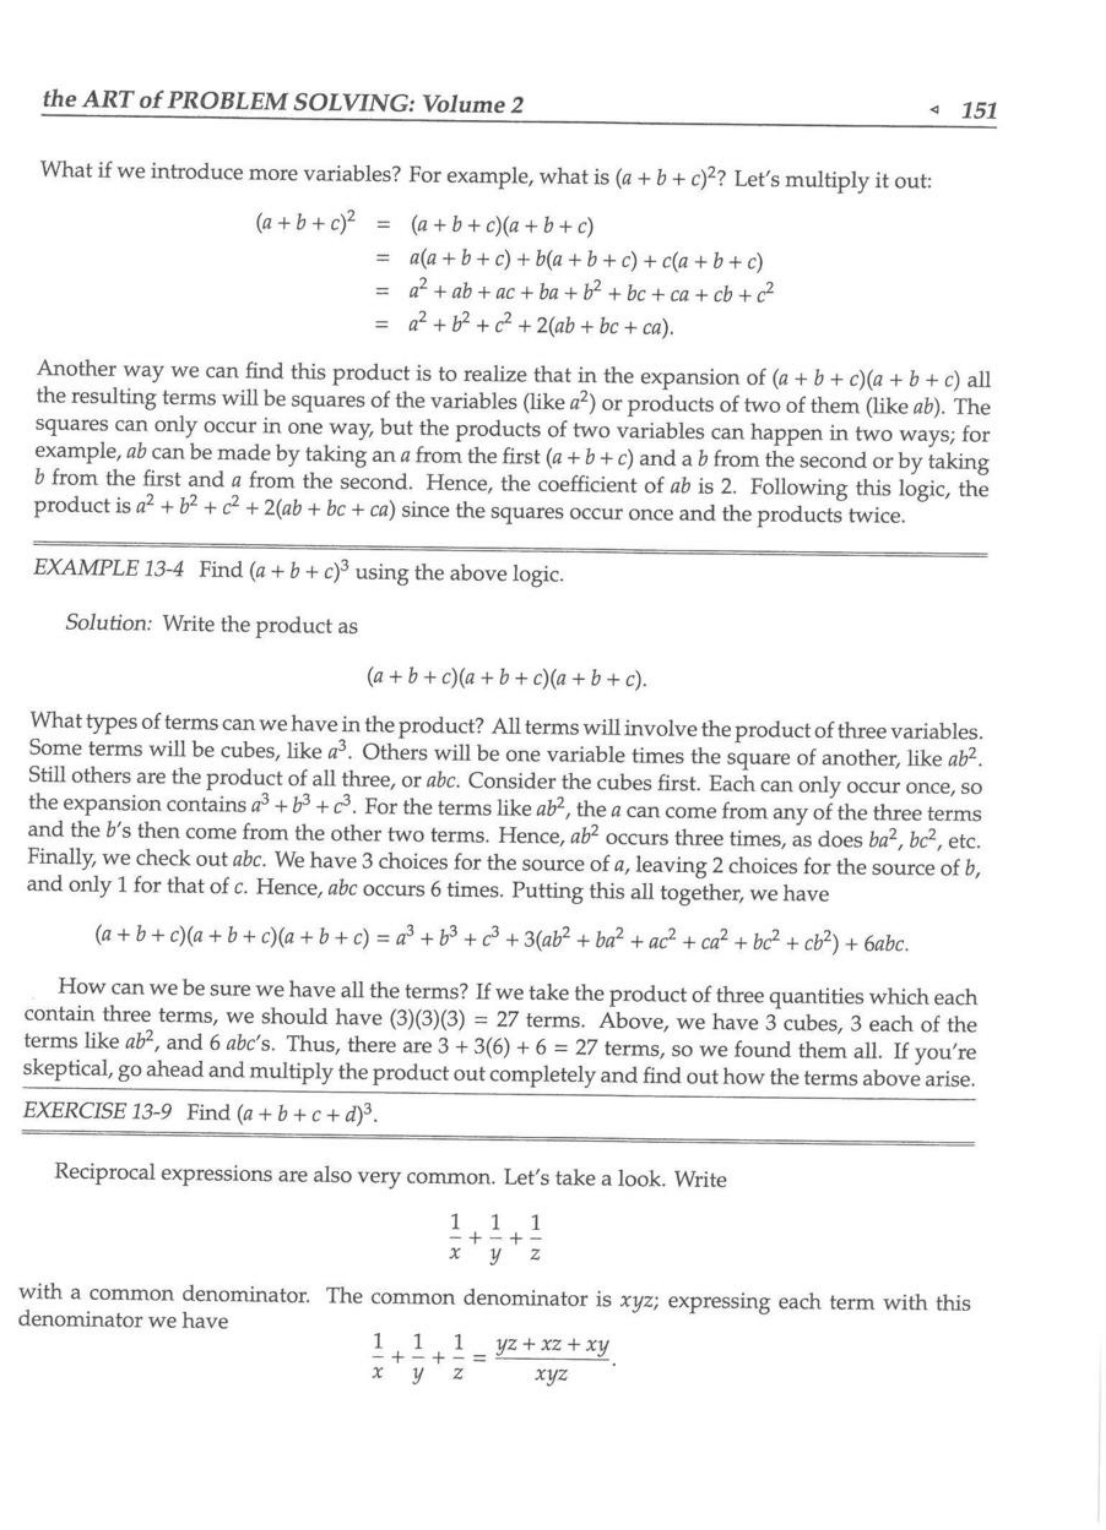 the ART of PROBLEM SOLVING: Volume 2 ◃ 151
What if we introduce more variables? For example, what is (a + b + c)²? Let's multiply it out:
(a + b + c)² = (a + b + c)(a + b + c)
= a(a + b + c) + b(a + b + c) + c(a + b + c)
= a² + ab + ac + ba + b² + bc + ca + cb + c²
= a² + b² + c² + 2(ab + bc + ca).
Another way we can find this product is to realize that in the expansion of (a + b + c)(a + b + c) all
the resulting terms will be squares of the variables (like a²) or products of two of them (like ab). The
squares can only occur in one way, but the products of two variables can happen in two ways; for
example, ab can be made by taking an a from the first (a + b + c) and a b from the second or by taking
b from the first and a from the second. Hence, the coefficient of ab is 2. Following this logic, the
product is a² + b² + c² + 2(ab + bc + ca) since the squares occur once and the products twice.
EXAMPLE 13-4 Find (a + b + c)³ using the above logic.
Solution: Write the product as
(a + b + c)(a + b + c)(a + b + c).
What types of terms can we have in the product? All terms will involve the product of three variables.
Some terms will be cubes, like a³. Others will be one variable times the square of another, like ab².
Still others are the product of all three, or abc. Consider the cubes first. Each can only occur once, so
the expansion contains a³ + b³ + c³. For the terms like ab², the a can come from any of the three terms
and the b's then come from the other two terms. Hence, ab² occurs three times, as does ba², bc², etc.
Finally, we check out abc. We have 3 choices for the source of a, leaving 2 choices for the source of b,
and only 1 for that of c. Hence, abc occurs 6 times. Putting this all together, we have
(a + b + c)(a + b + c)(a + b + c) = a³ + b³ + c³ + 3(ab² + ba² + ac² + ca² + bc² + cb²) + 6abc.
How can we be sure we have all the terms? If we take the product of three quantities which each
contain three terms, we should have (3)(3)(3) = 27 terms. Above, we have 3 cubes, 3 each of the
terms like ab², and 6 abc's. Thus, there are 3 + 3(6) + 6 = 27 terms, so we found them all. If you're
skeptical, go ahead and multiply the product out completely and find out how the terms above arise.
EXERCISE 13-9 Find (a + b + c + d)³.
Reciprocal expressions are also very common. Let's take a look. Write
1/x + 1/y + 1/z
with a common denominator. The common denominator is xyz; expressing each term with this
denominator we have
1/x + 1/y + 1/z = (yz + xz + xy)/xyz.